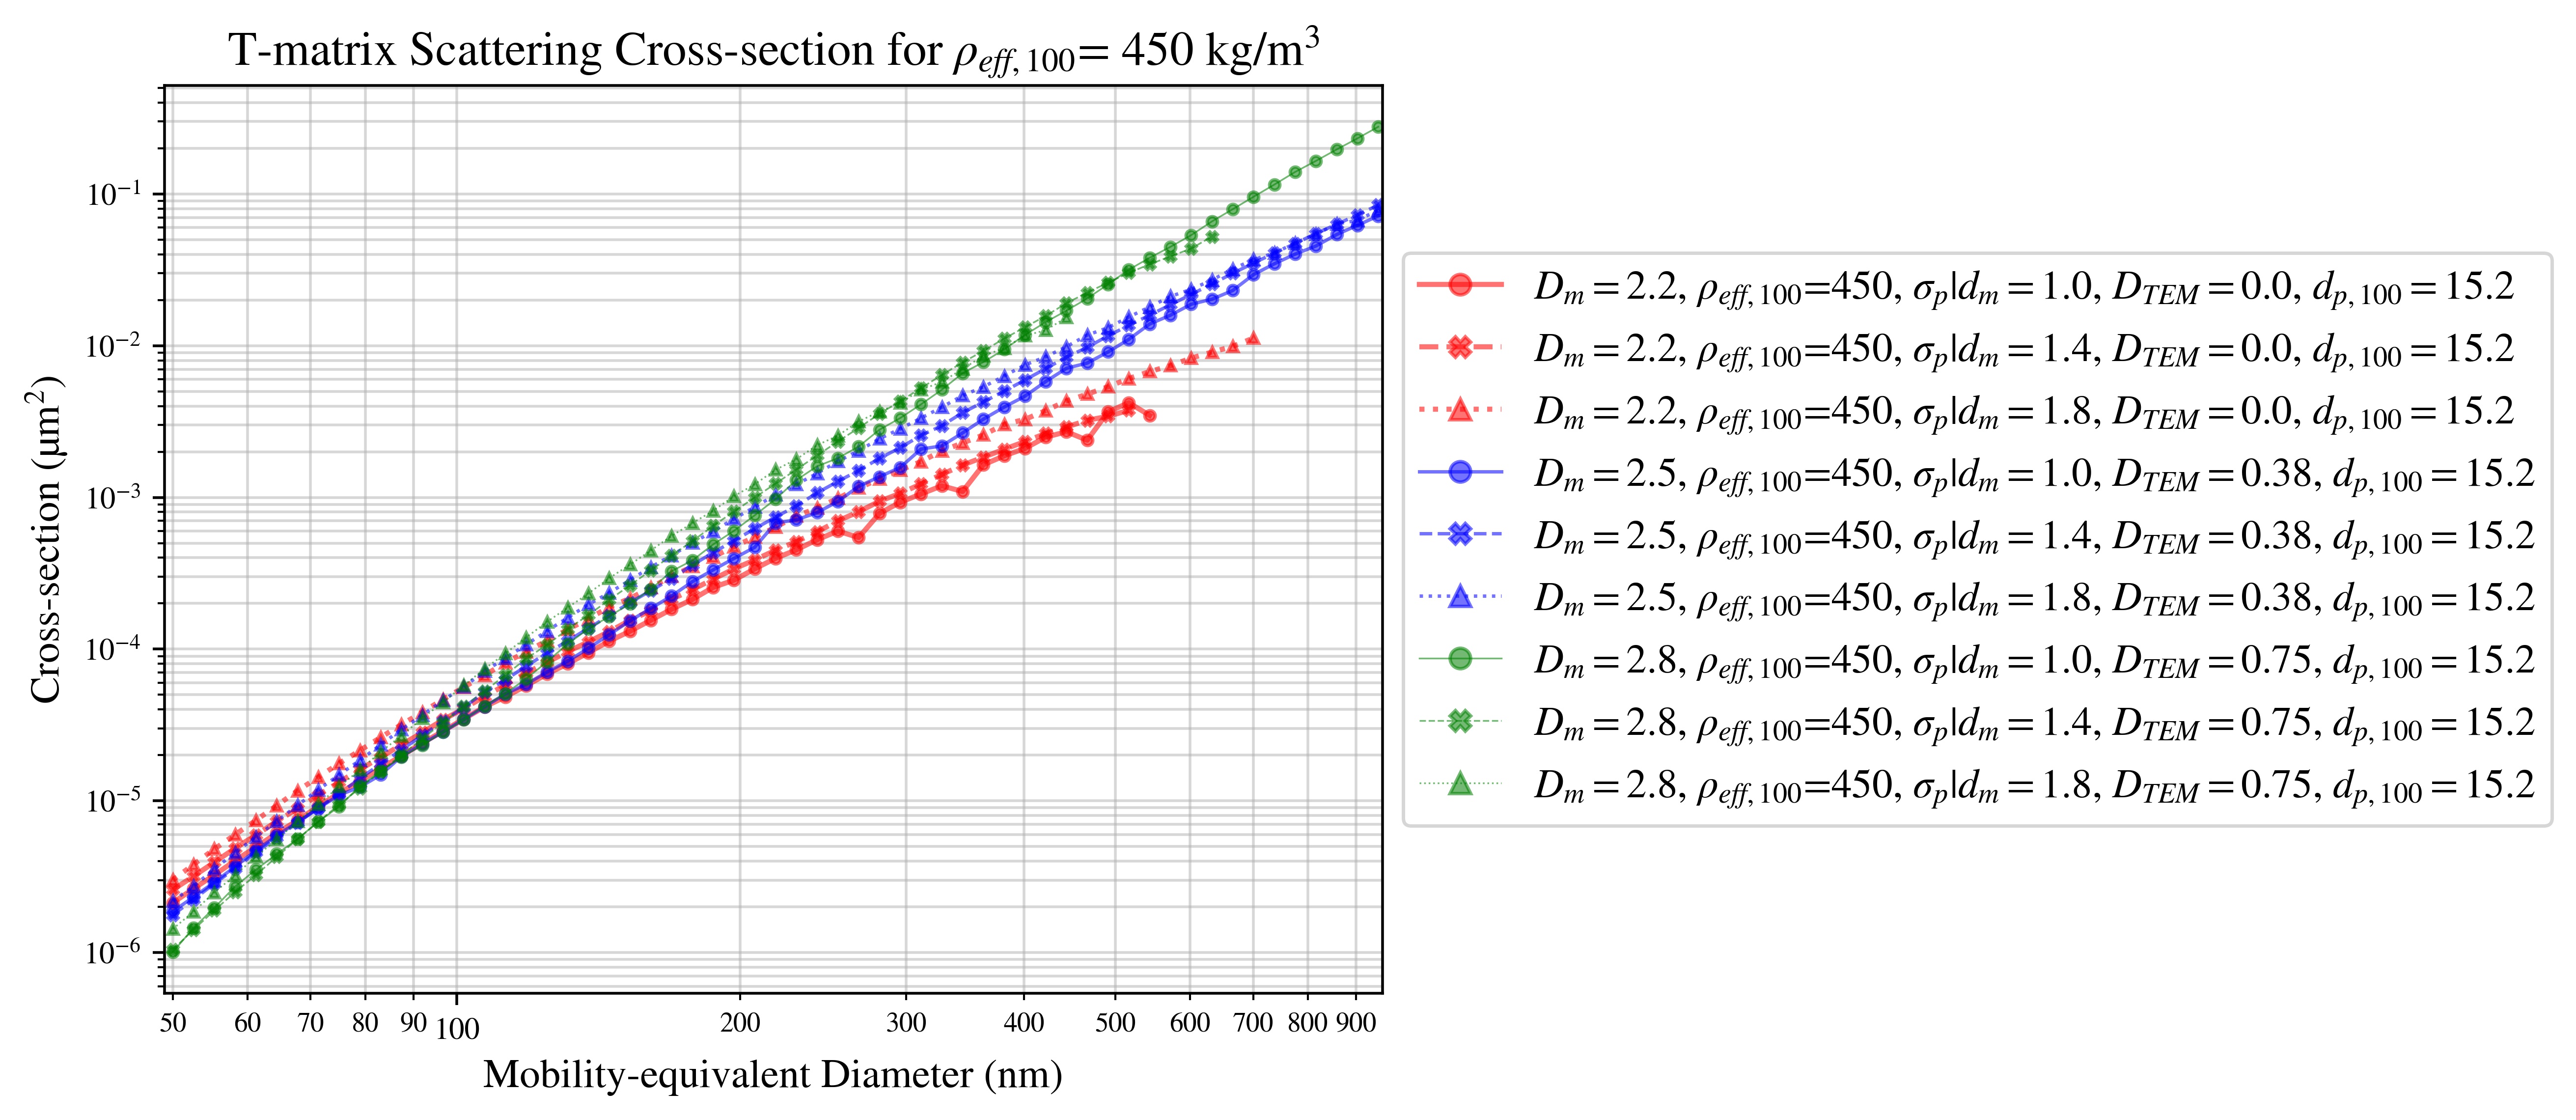 T-matrix Scattering Cross-section for ρeff,100= 450 kg/m³
Cross-section (µm²)
10⁻¹
10⁻²
10⁻³
10⁻⁴
10⁻⁵
10⁻⁶
50 60 70 80 90 100 200 300 400 500 600 700 800 900
Mobility-equivalent Diameter (nm)
Dm = 2.2, ρeff,100=450, σp|dm = 1.0, DTEM = 0.0, dp,100 = 15.2
Dm = 2.2, ρeff,100=450, σp|dm = 1.4, DTEM = 0.0, dp,100 = 15.2
Dm = 2.2, ρeff,100=450, σp|dm = 1.8, DTEM = 0.0, dp,100 = 15.2
Dm = 2.5, ρeff,100=450, σp|dm = 1.0, DTEM = 0.38, dp,100 = 15.2
Dm = 2.5, ρeff,100=450, σp|dm = 1.4, DTEM = 0.38, dp,100 = 15.2
Dm = 2.5, ρeff,100=450, σp|dm = 1.8, DTEM = 0.38, dp,100 = 15.2
Dm = 2.8, ρeff,100=450, σp|dm = 1.0, DTEM = 0.75, dp,100 = 15.2
Dm = 2.8, ρeff,100=450, σp|dm = 1.4, DTEM = 0.75, dp,100 = 15.2
Dm = 2.8, ρeff,100=450, σp|dm = 1.8, DTEM = 0.75, dp,100 = 15.2